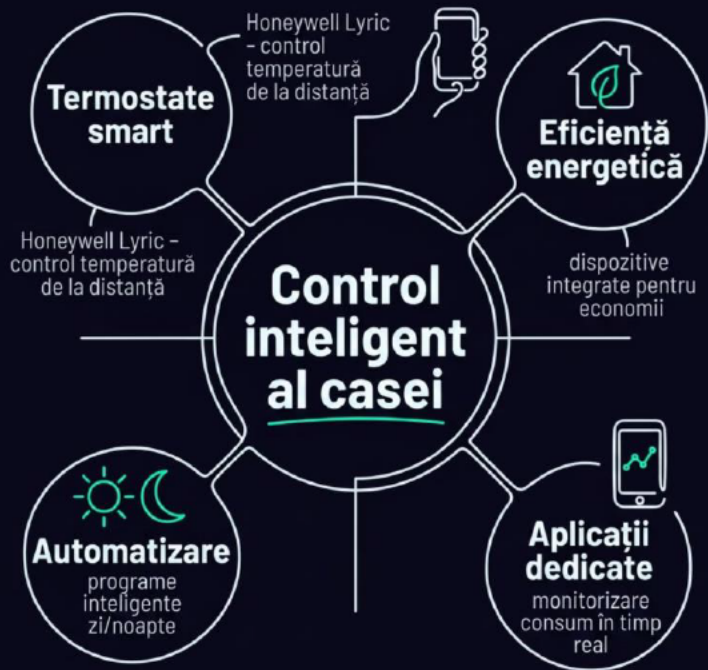 Honeywell Lyric
– control
temperatură
de la distanță
Termostate
smart
Eficiență
energetică
Honeywell Lyric –
control temperatură
de la distanță
dispozitive
integrate pentru
economii
Control
inteligent
al casei
Automatizare
programe
inteligente
zi/noapte
Aplicații
dedicate
monitorizare
consum în timp
real